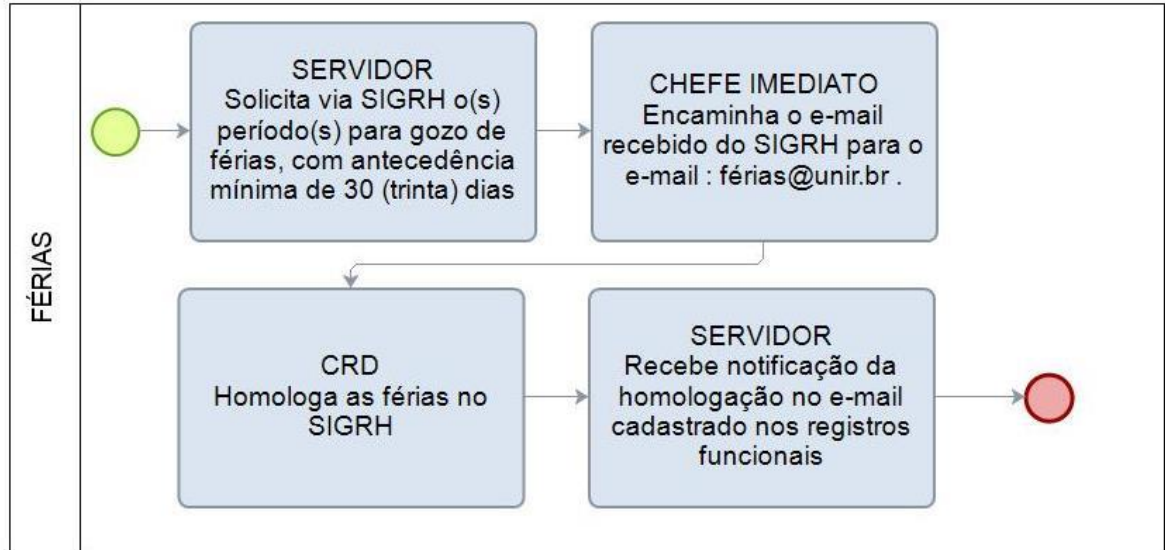 FÉRIAS
SERVIDOR
Solicita via SIGRH o(s)
período(s) para gozo de
férias, com antecedência
mínima de 30 (trinta) dias
CHEFE IMEDIATO
Encaminha o e-mail
recebido do SIGRH para o
e-mail : férias@unir.br .
CRD
Homologa as férias no
SIGRH
SERVIDOR
Recebe notificação da
homologação no e-mail
cadastrado nos registros
funcionais